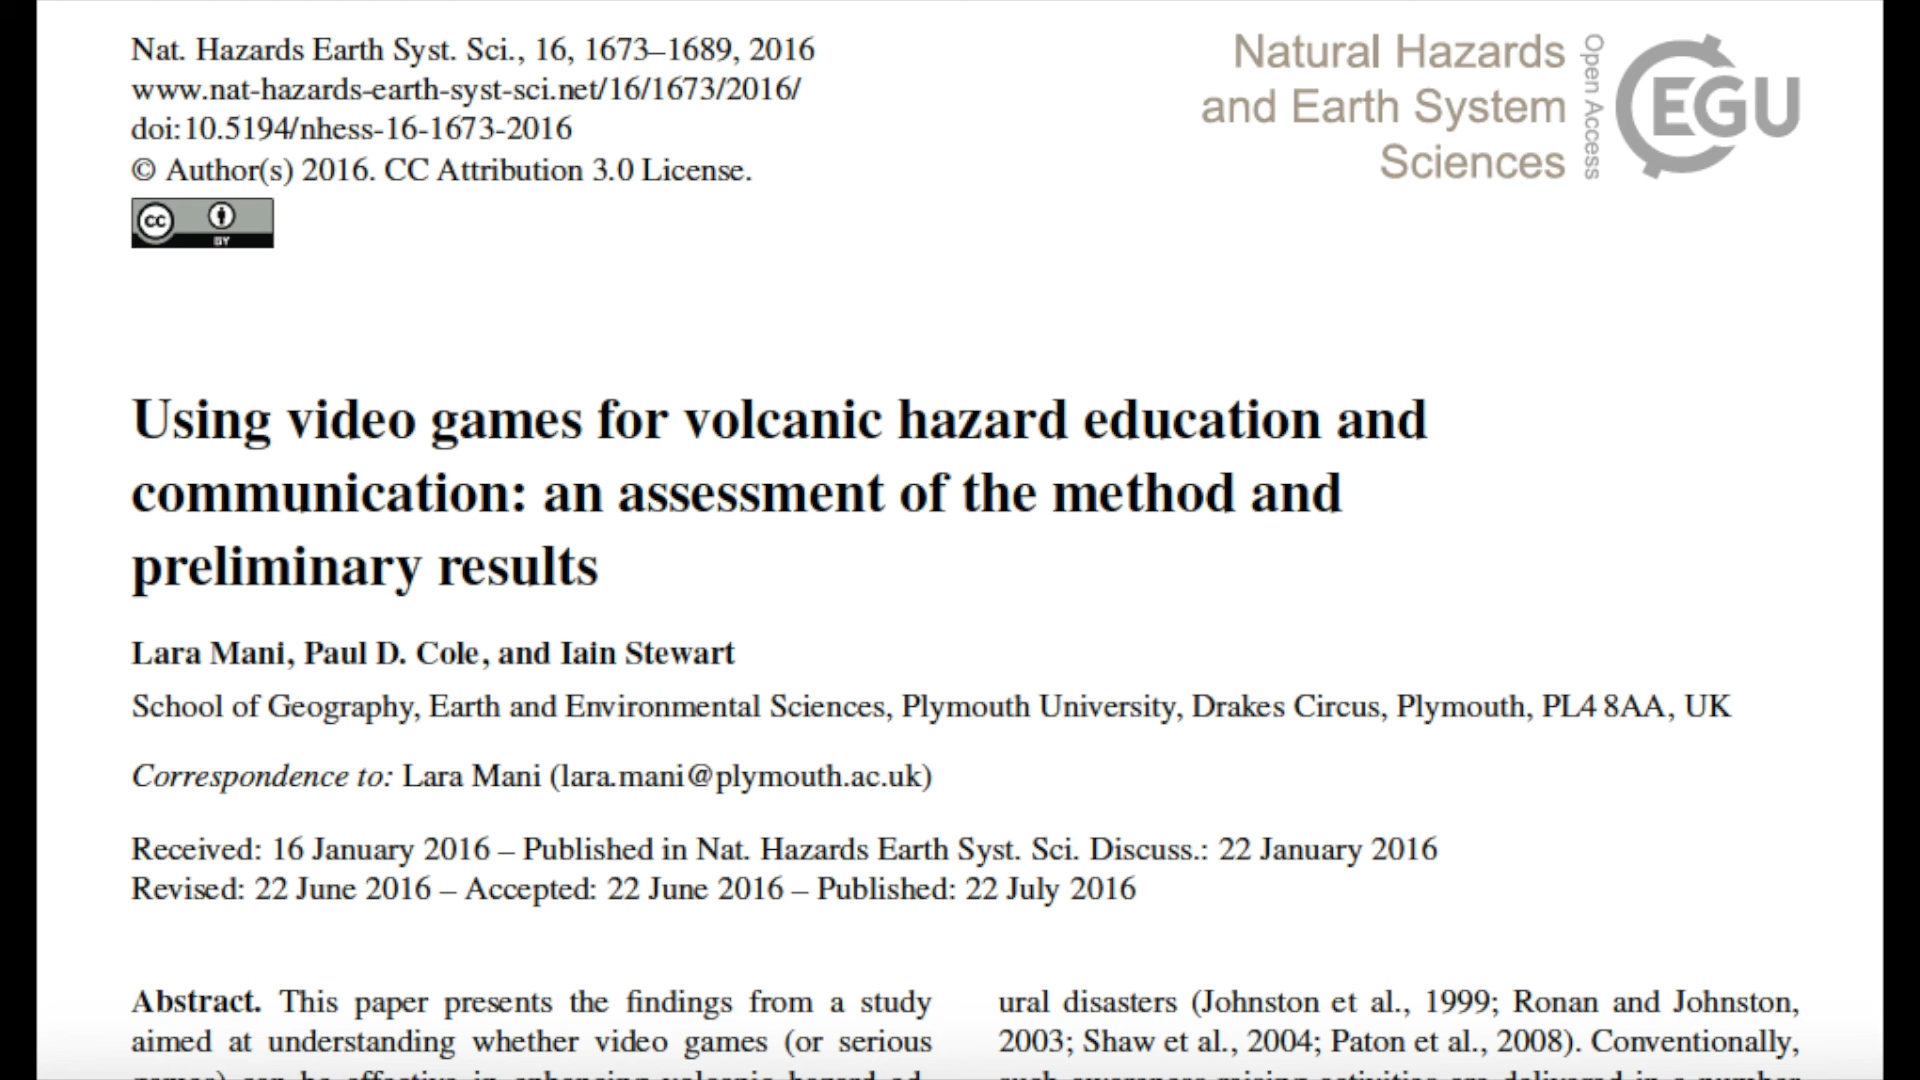 Nat. Hazards Earth Syst. Sci., 16, 1673–1689, 2016
www.nat-hazards-earth-syst-sci.net/16/1673/2016/
doi:10.5194/nhess-16-1673-2016
© Author(s) 2016. CC Attribution 3.0 License.
cc
BY
Natural Hazards
and Earth System
Sciences
Open Access
EGU
Using video games for volcanic hazard education and
communication: an assessment of the method and
preliminary results
Lara Mani, Paul D. Cole, and Iain Stewart
School of Geography, Earth and Environmental Sciences, Plymouth University, Drakes Circus, Plymouth, PL4 8AA, UK
Correspondence to: Lara Mani (lara.mani@plymouth.ac.uk)
Received: 16 January 2016 – Published in Nat. Hazards Earth Syst. Sci. Discuss.: 22 January 2016
Revised: 22 June 2016 – Accepted: 22 June 2016 – Published: 22 July 2016
Abstract. This paper presents the findings from a study
aimed at understanding whether video games (or serious
ural disasters (Johnston et al., 1999; Ronan and Johnston,
2003; Shaw et al., 2004; Paton et al., 2008). Conventionally,